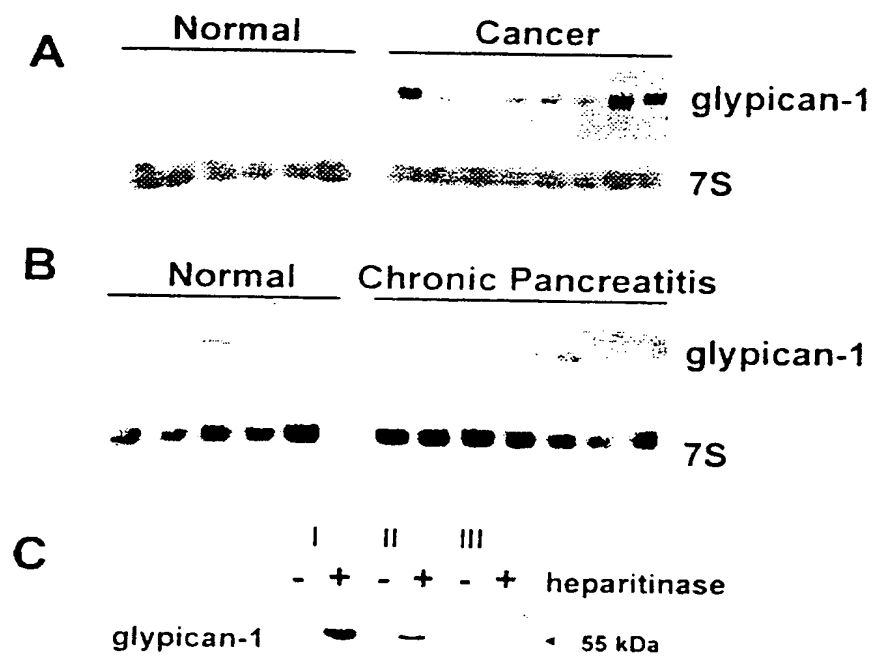 A
Normal Cancer
glypican-1
7S
B
Normal Chronic Pancreatitis
glypican-1
7S
C
I II III
- + - + - + heparitinase
glypican-1 ◄ 55 kDa